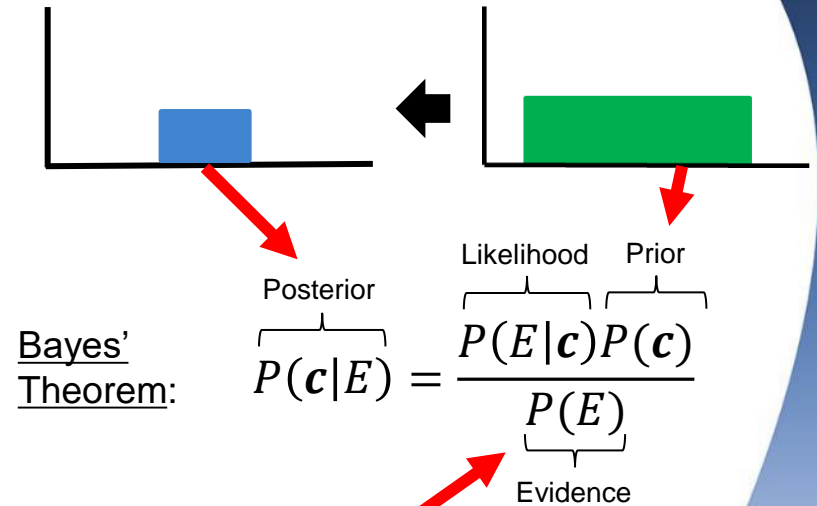 Likelihood Prior
Posterior
Bayes’
Theorem:
P(c|E) = P(E|c)P(c) / P(E)
Evidence